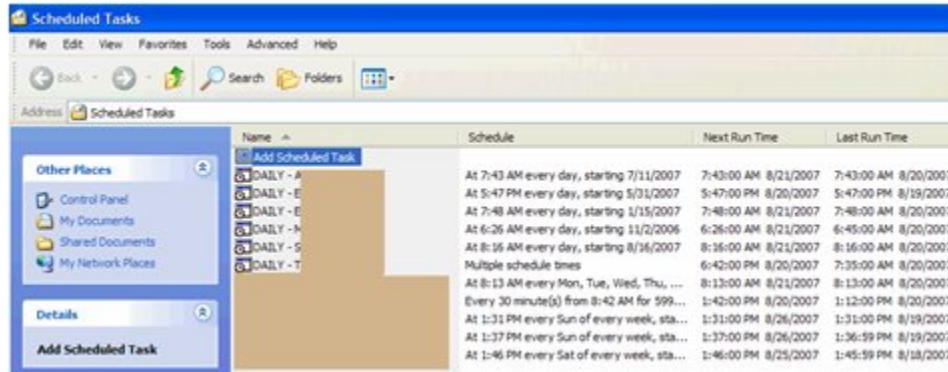 Scheduled Tasks
File Edit View Favorites Tools Advanced Help
Back Search Folders
Address Scheduled Tasks
Name Schedule Next Run Time Last Run Time
Add Scheduled Task
Other Places
Control Panel
My Documents
Shared Documents
My Network Places
Details
Add Scheduled Task
DAILY - A At 7:43 AM every day, starting 7/11/2007 7:43:00 AM 8/21/2007 7:43:00 AM 8/20/2007
DAILY - E At 5:47 PM every day, starting 5/31/2007 5:47:00 PM 8/20/2007 5:47:00 PM 8/19/2007
DAILY - E At 7:48 AM every day, starting 1/15/2007 7:48:00 AM 8/21/2007 7:48:00 AM 8/20/2007
DAILY - M At 6:26 AM every day, starting 11/2/2006 6:26:00 AM 8/21/2007 6:45:00 AM 8/20/2007
DAILY - S At 8:16 AM every day, starting 8/16/2007 8:16:00 AM 8/21/2007 8:16:00 AM 8/20/2007
DAILY - T Multiple schedule times 6:42:00 PM 8/20/2007 7:35:00 AM 8/20/2007
At 8:13 AM every Mon, Tue, Wed, Thu, ... 8:13:00 AM 8/21/2007 8:13:00 AM 8/20/2007
Every 30 minute(s) from 8:42 AM for 599... 1:42:00 PM 8/20/2007 1:12:00 PM 8/20/2007
At 1:31 PM every Sun of every week, sta... 1:31:00 PM 8/26/2007 1:31:00 PM 8/19/2007
At 1:37 PM every Sun of every week, sta... 1:37:00 PM 8/26/2007 1:36:59 PM 8/19/2007
At 1:46 PM every Sat of every week, sta... 1:46:00 PM 8/25/2007 1:45:59 PM 8/18/2007